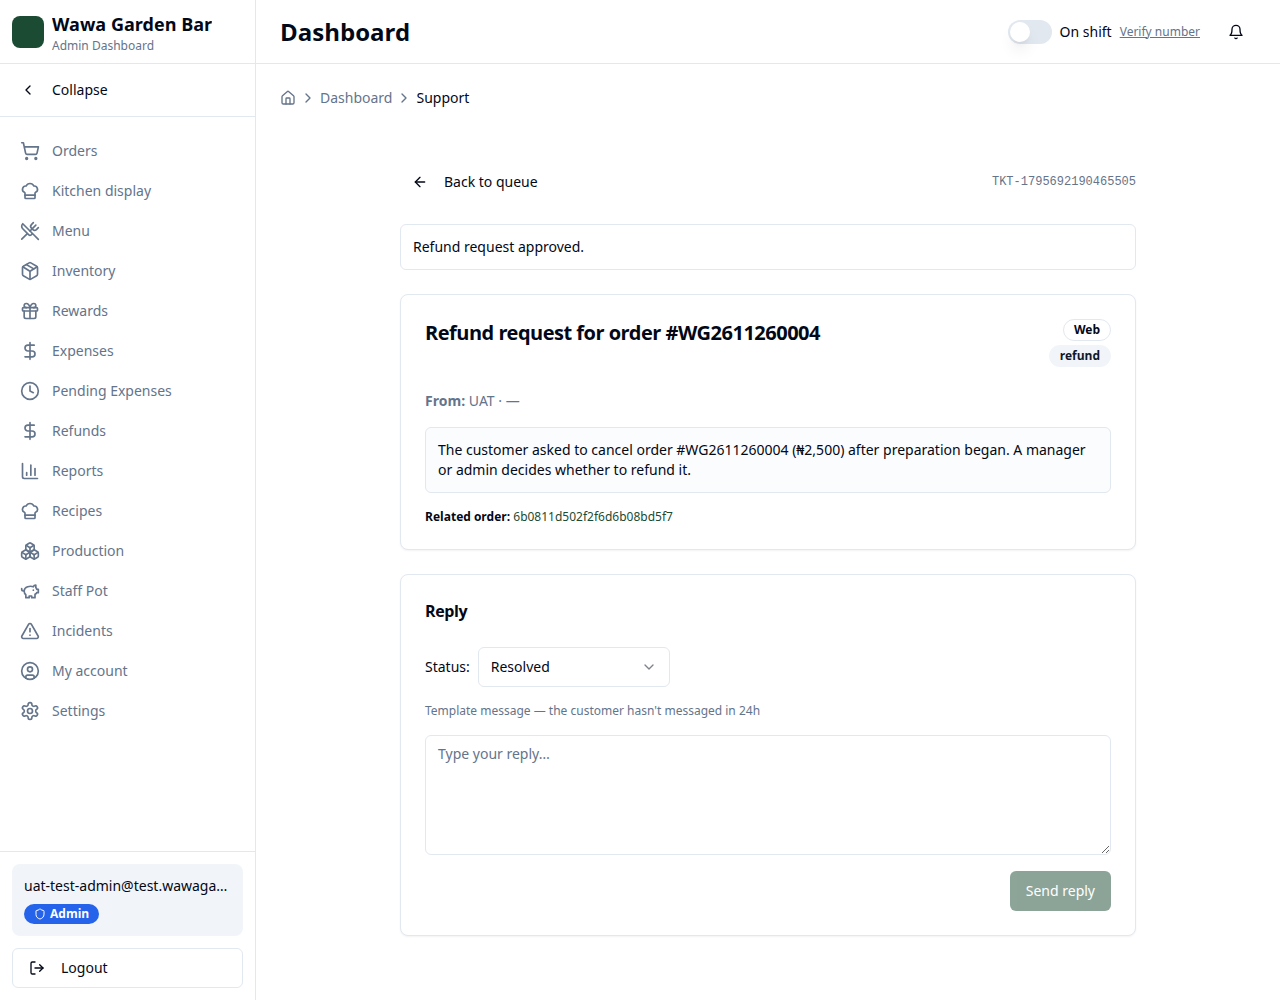 Wawa Garden Bar
Admin Dashboard
Dashboard
On shift
Verify number
Collapse
Dashboard
Support
Orders
Kitchen display
Menu
Inventory
Rewards
Expenses
Pending Expenses
Refunds
Reports
Recipes
Production
Staff Pot
Incidents
My account
Settings
uat-test-admin@test.wawaga...
Admin
Logout
Back to queue
TKT-1795692190465505
Refund request approved.
Refund request for order #WG2611260004
Web
refund
From: UAT · —
The customer asked to cancel order #WG2611260004 (₦2,500) after preparation began. A manager
or admin decides whether to refund it.
Related order: 6b0811d502f2f6d6b08bd5f7
Reply
Status:
Resolved
Template message — the customer hasn't messaged in 24h
Type your reply...
Send reply